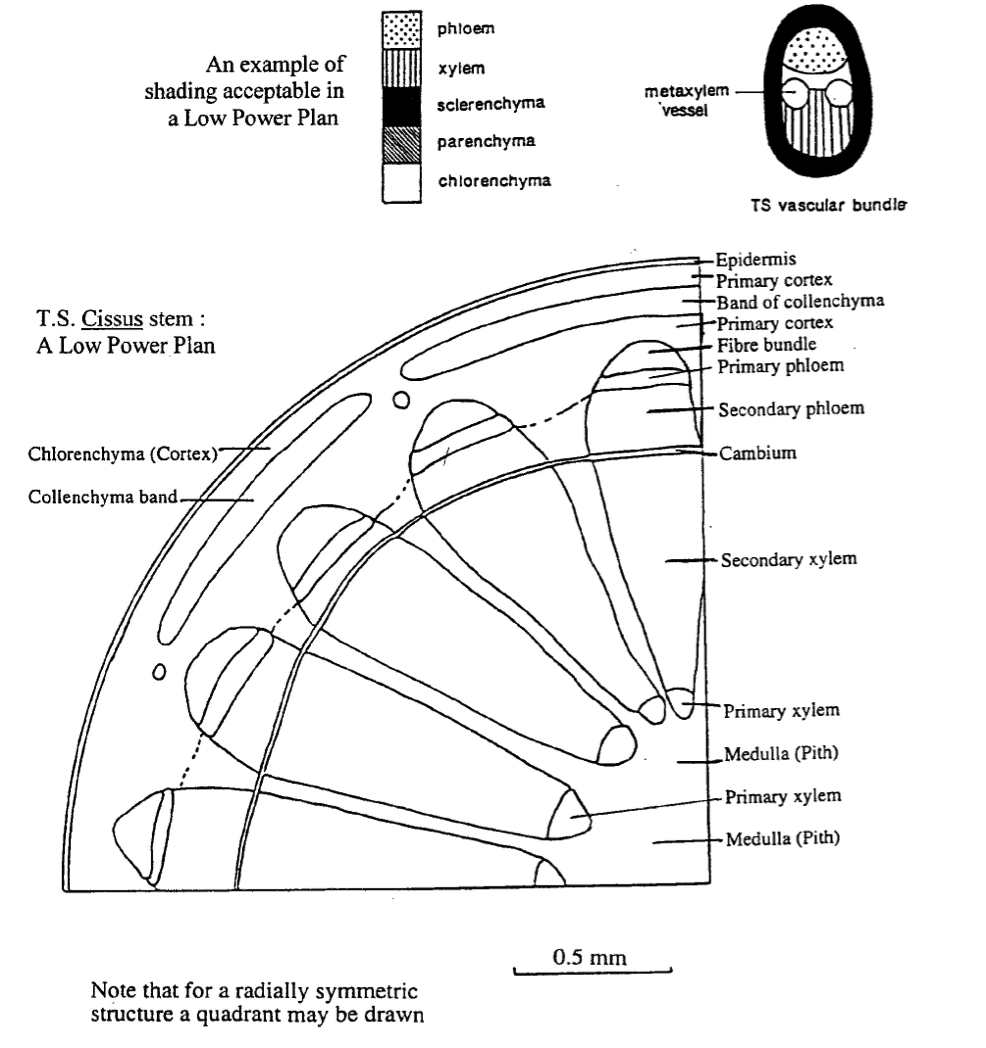 An example of
shading acceptable in
a Low Power Plan
phloem
xylem
sclerenchyma
parenchyma
chlorenchyma
metaxylem
vessel
TS vascular bundle
T.S. Cissus stem :
A Low Power Plan
Epidermis
Primary cortex
Band of collenchyma
Primary cortex
Fibre bundle
Primary phloem
Secondary phloem
Cambium
Chlorenchyma (Cortex)
Collenchyma band
Secondary xylem
Primary xylem
Medulla (Pith)
Primary xylem
Medulla (Pith)
0.5 mm
Note that for a radially symmetric
structure a quadrant may be drawn